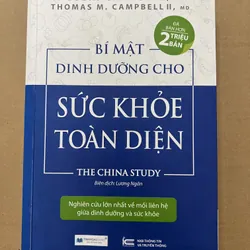 THOMAS M. CAMPBELL II, MD
ĐÃ BÁN HƠN
2 TRIỆU BẢN
BÍ MẬT
DINH DƯỠNG CHO
SỨC KHỎE
TOÀN DIỆN
THE CHINA STUDY
Biên dịch: Lương Ngân
Nghiên cứu lớn nhất về mối liên hệ
giữa dinh dưỡng và sức khỏe